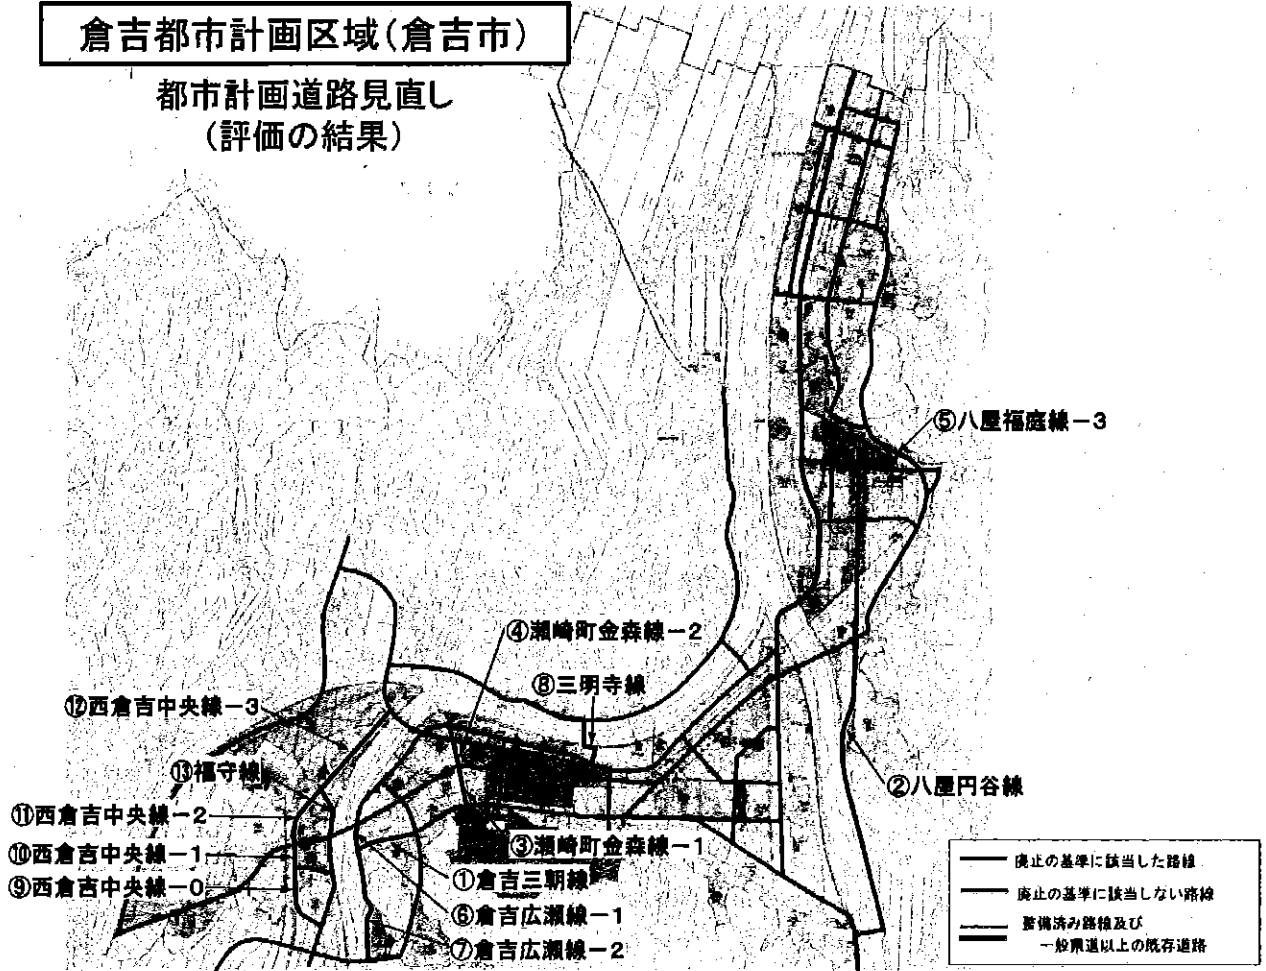 倉吉都市計画区域(倉吉市)
都市計画道路見直し
(評価の結果)
⑤八屋福庭線－3
④瀬崎町金森線－2
⑧三明寺線
⑫西倉吉中央線－3
⑬福守線
②八屋円谷線
⑪西倉吉中央線－2
③瀬崎町金森線－1
⑩西倉吉中央線－1
①倉吉三朝線
⑨西倉吉中央線－0
⑥倉吉広瀬線－1
⑦倉吉広瀬線－2
廃止の基準に該当した路線
廃止の基準に該当しない路線
整備済み路線及び
一般県道以上の既存道路